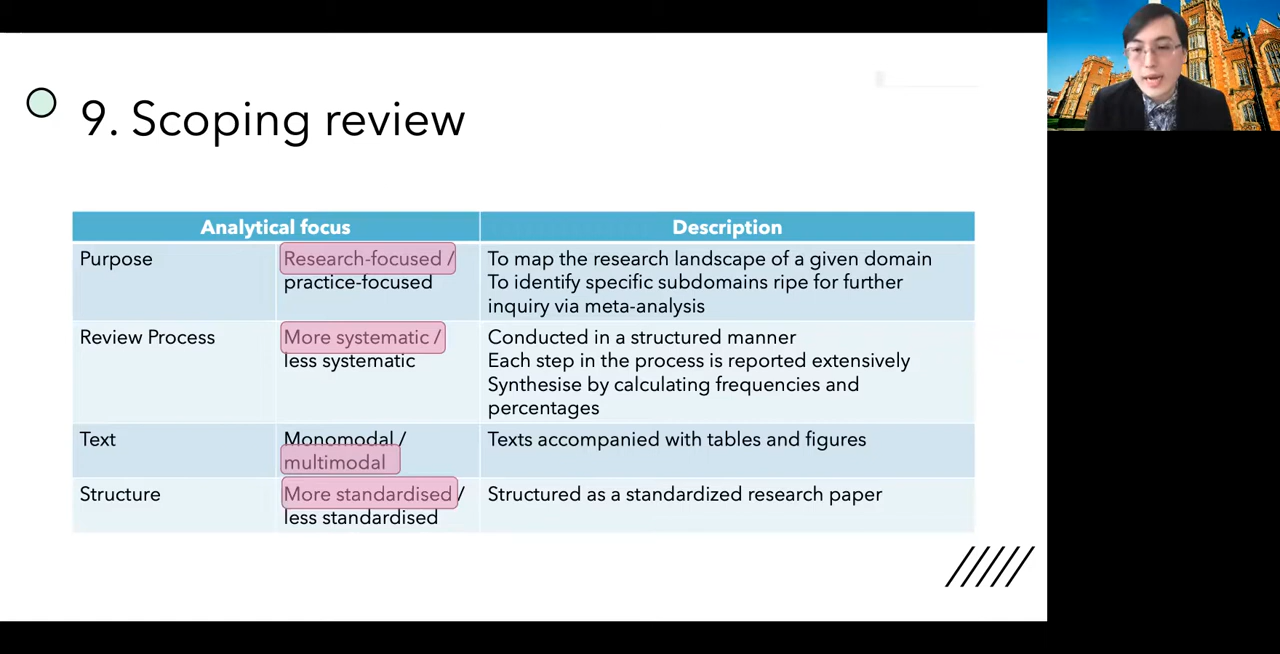 9. Scoping review
Analytical focus
Description
Purpose
Research-focused /
practice-focused
To map the research landscape of a given domain
To identify specific subdomains ripe for further
inquiry via meta-analysis
Review Process
More systematic /
less systematic
Conducted in a structured manner
Each step in the process is reported extensively
Synthesise by calculating frequencies and
percentages
Text
Monomodal /
multimodal
Texts accompanied with tables and figures
Structure
More standardised /
less standardised
Structured as a standardized research paper